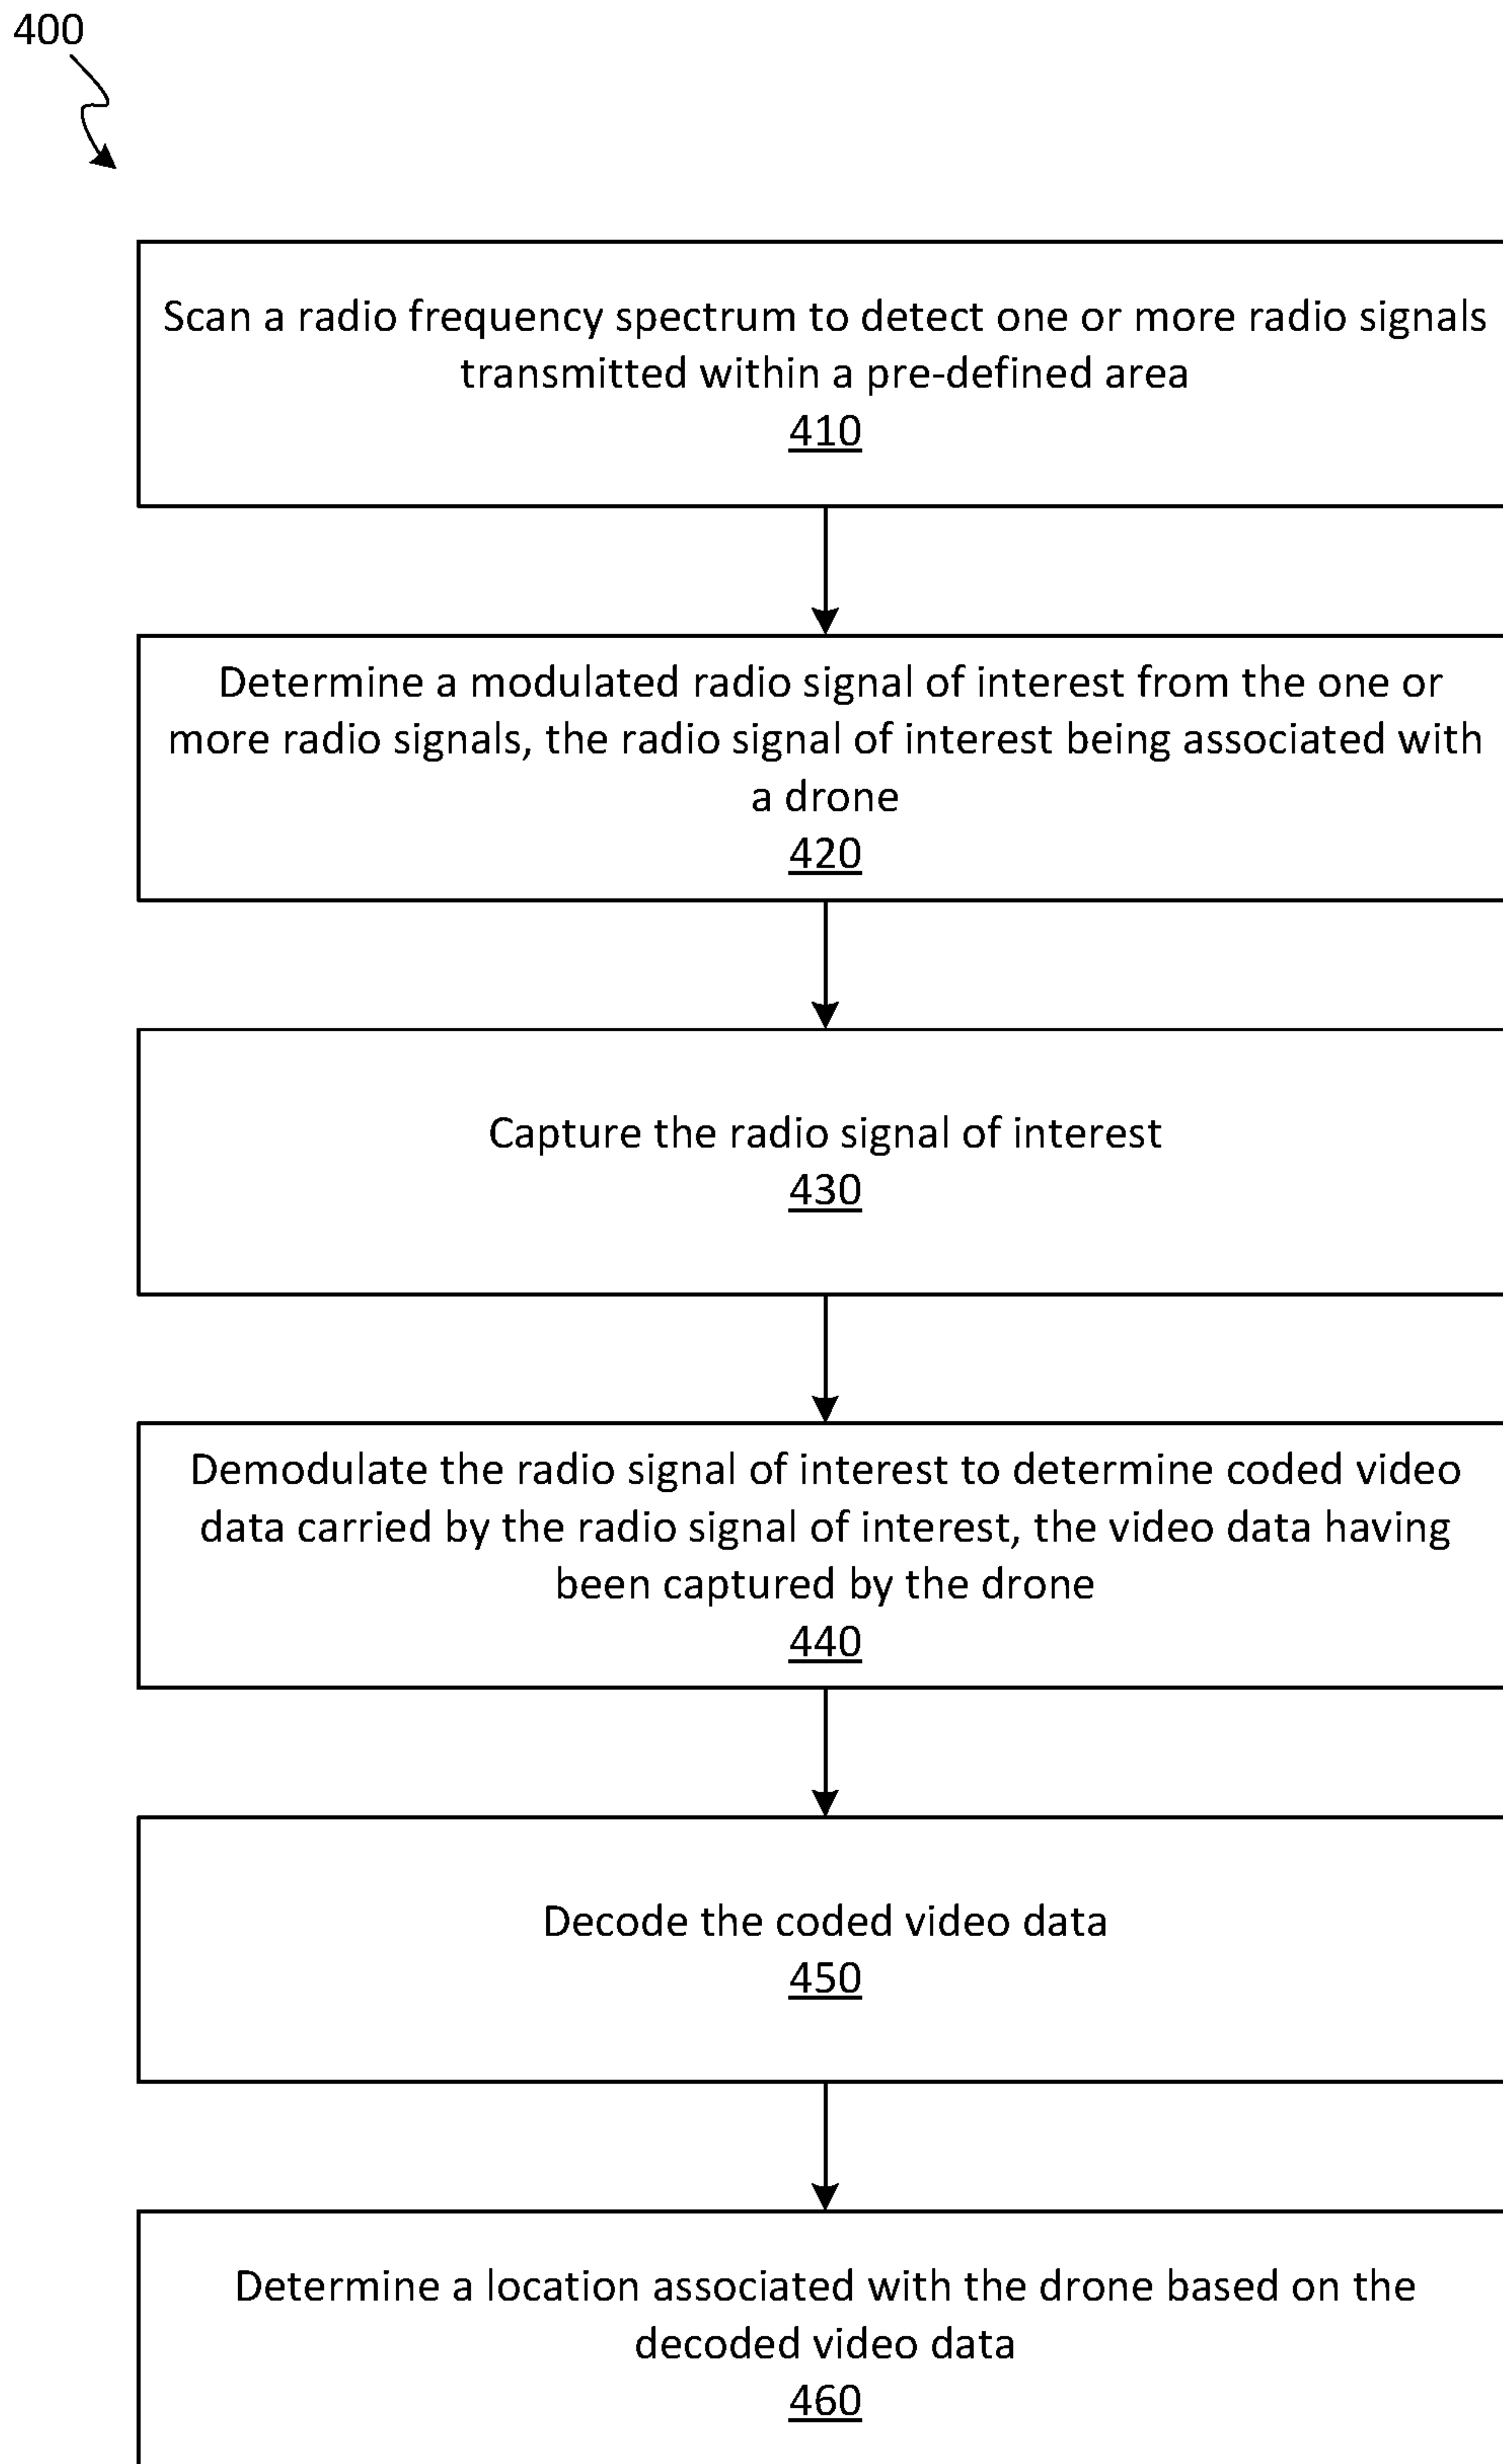 400
Scan a radio frequency spectrum to detect one or more radio signals
transmitted within a pre-defined area
410
Determine a modulated radio signal of interest from the one or
more radio signals, the radio signal of interest being associated with
a drone
420
Capture the radio signal of interest
430
Demodulate the radio signal of interest to determine coded video
data carried by the radio signal of interest, the video data having
been captured by the drone
440
Decode the coded video data
450
Determine a location associated with the drone based on the
decoded video data
460